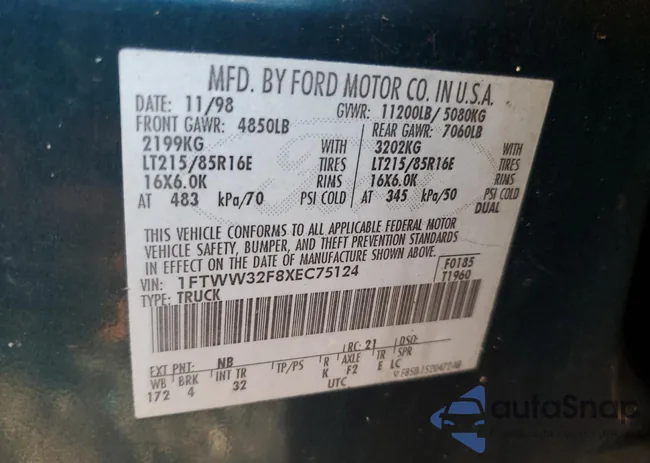 MFD. BY FORD MOTOR CO. IN U.S.A.
DATE: 11/98 GVWR: 11200LB/ 5080KG
FRONT GAWR: 4850LB REAR GAWR: 7060LB
2199KG WITH 3202KG WITH
LT215/85R16E TIRES LT215/85R16E TIRES
16X6.0K RIMS 16X6.0K RIMS
AT 483 kPa/70 PSI COLD AT 345 kPa/50 PSI COLD
DUAL
THIS VEHICLE CONFORMS TO ALL APPLICABLE FEDERAL MOTOR
VEHICLE SAFETY, BUMPER, AND THEFT PREVENTION STANDARDS
IN EFFECT ON THE DATE OF MANUFACTURE SHOWN ABOVE.
VIN: 1FTWW32F8XEC75124 F0185
TYPE: TRUCK T1960
LRC: 21 DSO:
EXT PNT: NB
WB BRK INT TR TP/PS R AXLE TR SPR
172 4 32 K F2 E LC
UTC
autoSnap